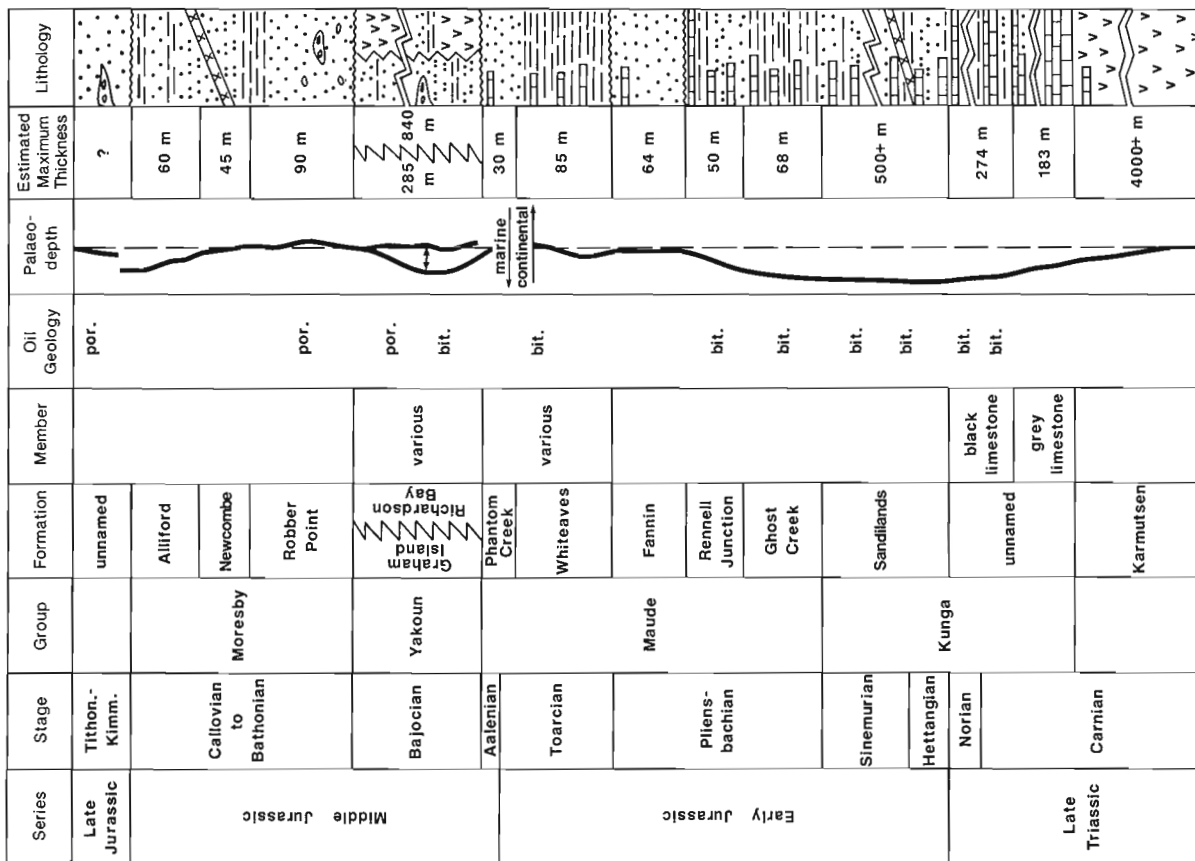 Lithology
Estimated
Maximum
Thickness
?
60 m
45 m
90 m
285
m
840
m
30 m
85 m
64 m
50 m
68 m
500+ m
274 m
183 m
4000+ m
Palaeo-
depth
marine
continental
Oil
Geology
por.
por.
por.
bit.
bit.
bit.
bit.
bit.
bit.
bit.
bit.
Member
various
various
black
limestone
grey
limestone
Formation
unnamed
Alliford
Newcombe
Robber
Point
Graham
Island
Richardson
Bay
Phantom
Creek
Whiteaves
Fannin
Rennell
Junction
Ghost
Creek
Sandilands
unnamed
Karmutsen
Group
Moresby
Yakoun
Maude
Kunga
Stage
Tithon.-
Kimm.
Callovian
to
Bathonian
Bajocian
Aalenian
Toarcian
Pliens-
bachian
Sinemurian
Hettangian
Norian
Carnian
Series
Late
Jurassic
Middle Jurassic
Early Jurassic
Late
Triassic